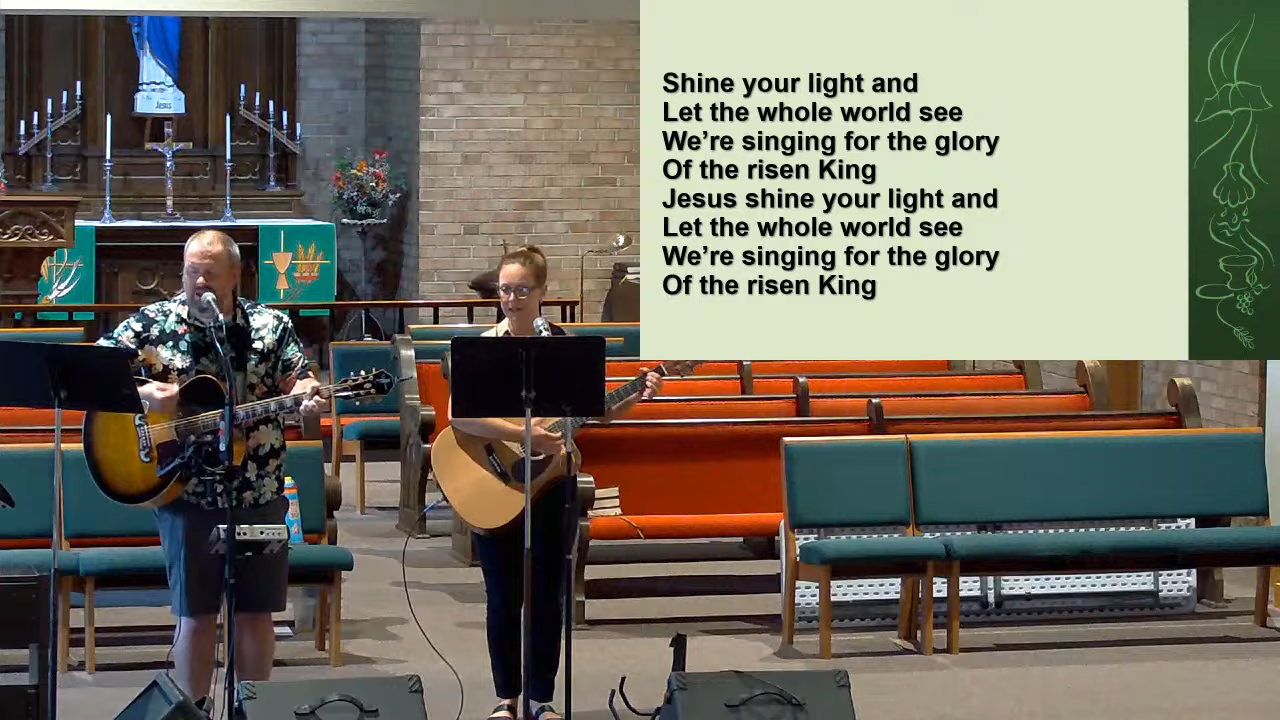 Jesus
Shine your light and
Let the whole world see
We’re singing for the glory
Of the risen King
Jesus shine your light and
Let the whole world see
We’re singing for the glory
Of the risen King